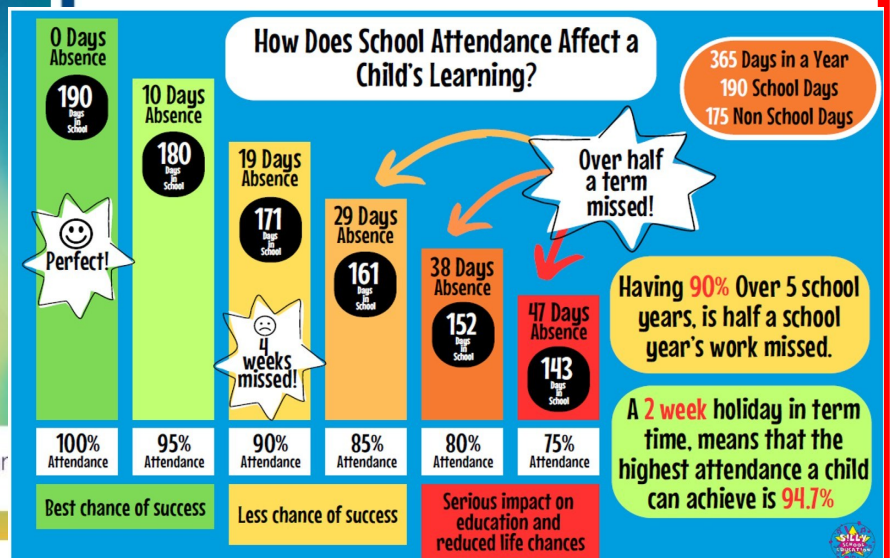 How Does School Attendance Affect a
Child's Learning?
365 Days in a Year
190 School Days
175 Non School Days
0 Days
Absence
190
Days
in
School
Perfect!
10 Days
Absence
180
Days
in
School
19 Days
Absence
171
Days
in
School
4
weeks
missed!
29 Days
Absence
161
Days
in
School
38 Days
Absence
152
Days
in
School
47 Days
Absence
143
Days
in
School
Over half
a term
missed!
Having 90% Over 5 school
years, is half a school
year's work missed.
A 2 week holiday in term
time, means that the
highest attendance a child
can achieve is 94.7%
100%
Attendance
95%
Attendance
90%
Attendance
85%
Attendance
80%
Attendance
75%
Attendance
Best chance of success
Less chance of success
Serious impact on
education and
reduced life chances
SILLY
SCHOOL
EDUCATION